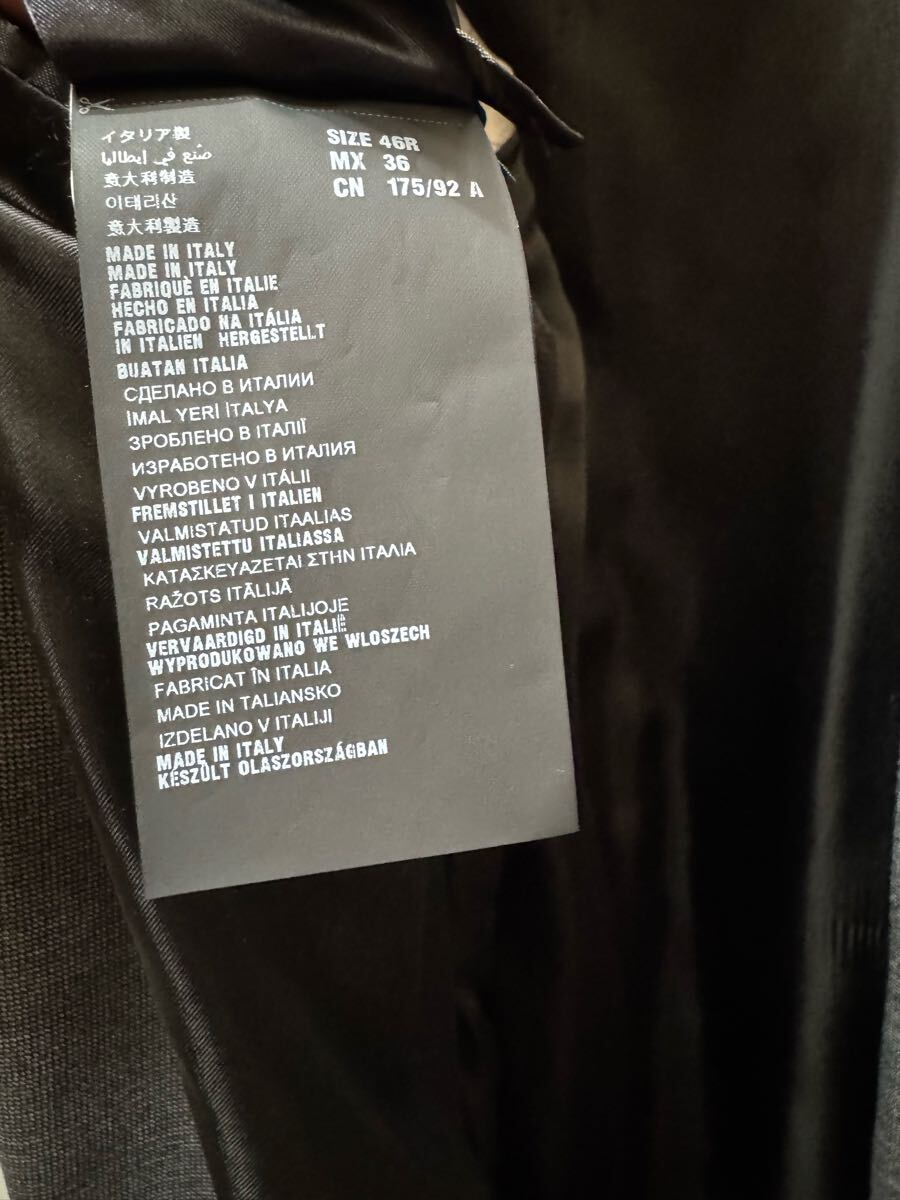 イタリア製
صُنع في إيطاليا
意大利制造
이태리산
意大利製造
SIZE 46R
MX 36
CN 175/92 A
MADE IN ITALY
MADE IN ITALY
FABRIQUÈ EN ITALIE
HECHO EN ITALIA
FABRICADO NA ITÁLIA
IN ITALIEN HERGESTELLT
BUATAN ITALIA
СДЕЛАНО В ИТАЛИИ
İMAL YERİ İTALYA
ЗРОБЛЕНО В ІТАЛІЇ
ИЗРАБОТЕНО В ИТАЛИЯ
VYROBENO V ITÁLII
FREMSTILLET I ITALIEN
VALMISTATUD ITAALIAS
VALMISTETTU ITALIASSA
ΚΑΤΑΣΚΕΥΑΖΕΤΑΙ ΣΤΗΝ ΙΤΑΛΙΑ
RAŽOTS ITĀLIJĀ
PAGAMINTA ITALIJOJE
VERVAARDIGD IN ITALIË
WYPRODUKOWANO WE WLOSZECH
FABRICAT ÎN ITALIA
MADE IN TALIANSKO
IZDELANO V ITALIJI
MADE IN ITALY
KÉSZÜLT OLASZORSZÁGBAN